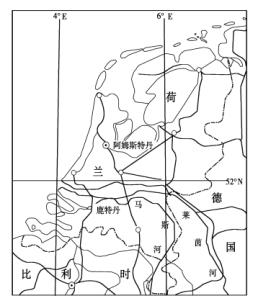 4°E 6°E
荷
阿姆斯特丹
兰
52°N
德
鹿特丹 马 莱
斯 茵
河 国
比 利 时 河